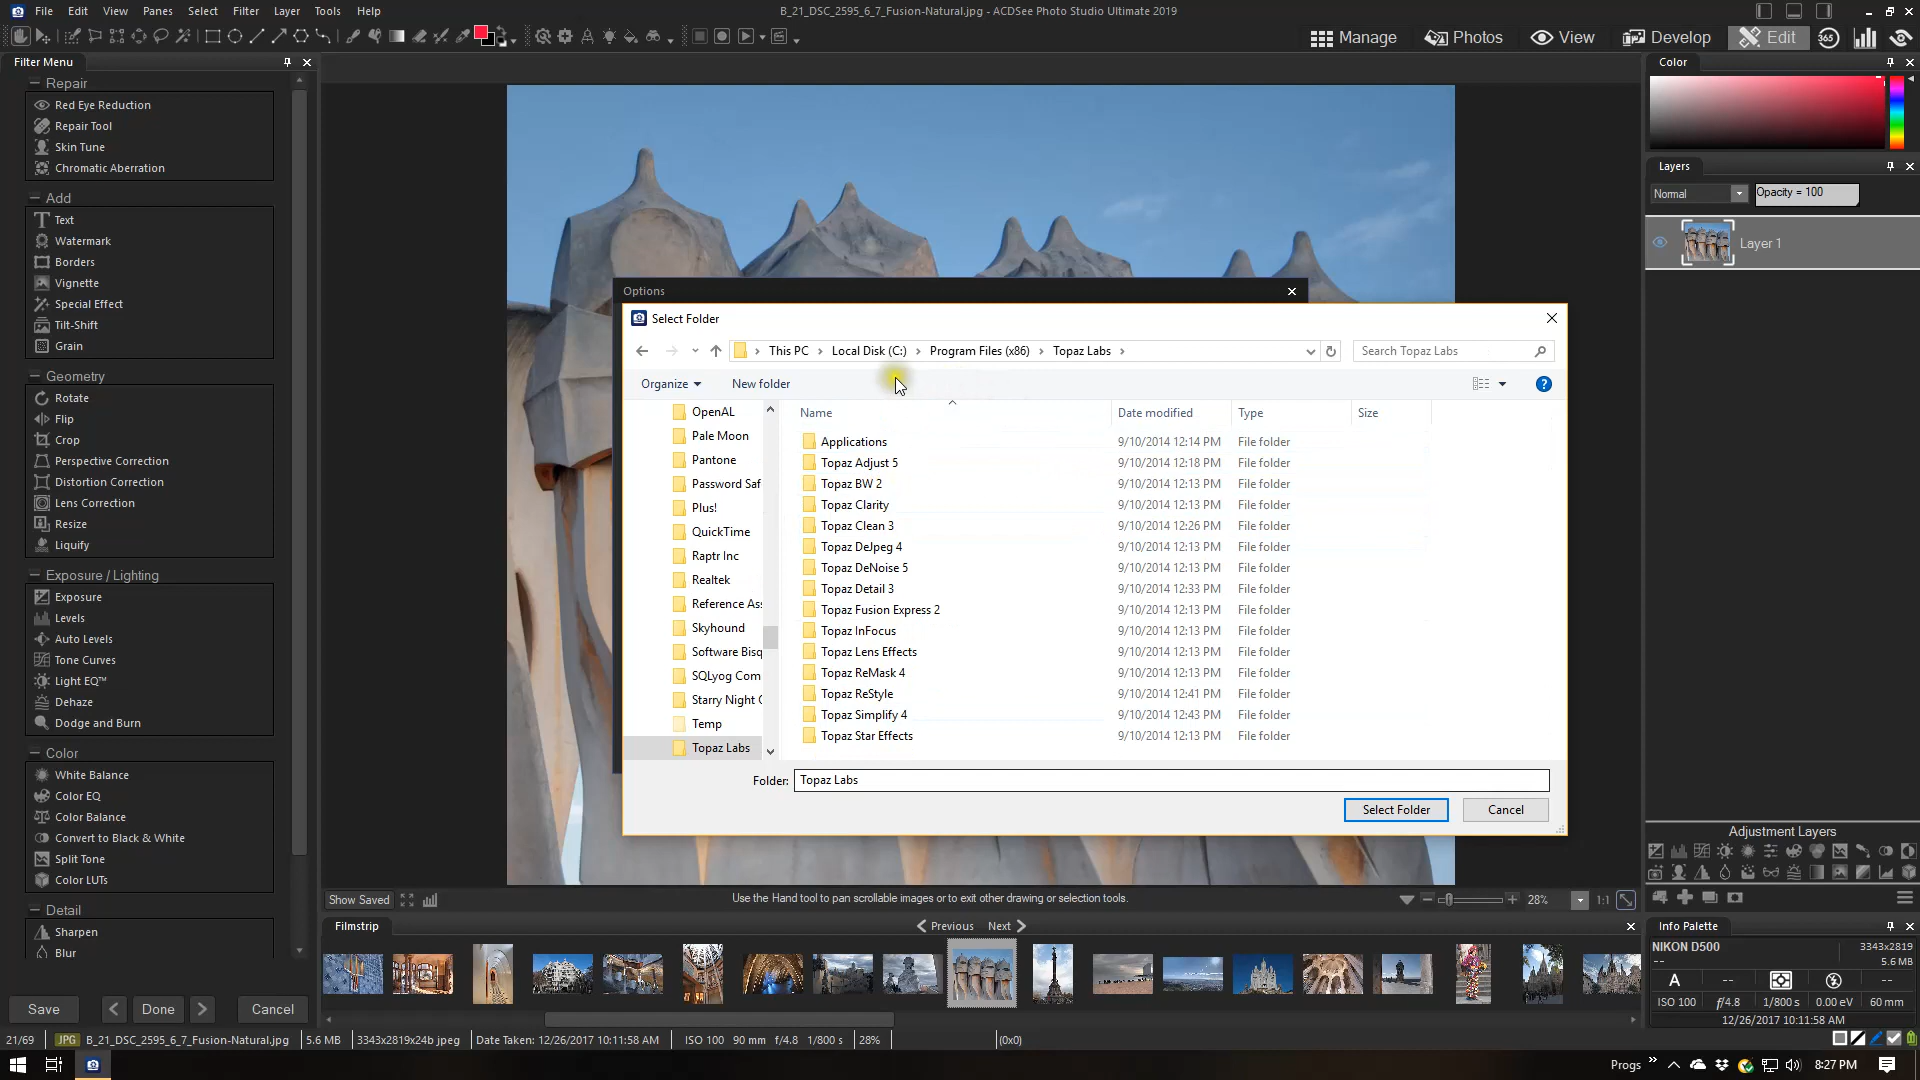 File Edit View Panes Select Filter Layer Tools Help
B_21_DSC_2595_6_7_Fusion-Natural.jpg - ACDSee Photo Studio Ultimate 2019
Manage Photos View Develop Edit 365
Filter Menu
Repair
Red Eye Reduction
Repair Tool
Skin Tune
Chromatic Aberration
Add
Text
Watermark
Borders
Vignette
Special Effect
Tilt-Shift
Grain
Geometry
Rotate
Flip
Crop
Perspective Correction
Distortion Correction
Lens Correction
Resize
Liquify
Exposure / Lighting
Exposure
Levels
Auto Levels
Tone Curves
Light EQ™
Dehaze
Dodge and Burn
Color
White Balance
Color EQ
Color Balance
Convert to Black & White
Split Tone
Color LUTs
Detail
Sharpen
Blur
Save Done Cancel
Options
Select Folder
This PC Local Disk (C:) Program Files (x86) Topaz Labs
Search Topaz Labs
Organize New folder
OpenAL
Pale Moon
Pantone
Password Saf
Plus!
QuickTime
Raptr Inc
Realtek
Reference Ass
Skyhound
Software Bisq
SQLyog Com
Starry Night
Temp
Topaz Labs
Name Date modified Type Size
Applications 9/10/2014 12:14 PM File folder
Topaz Adjust 5 9/10/2014 12:18 PM File folder
Topaz BW 2 9/10/2014 12:13 PM File folder
Topaz Clarity 9/10/2014 12:13 PM File folder
Topaz Clean 3 9/10/2014 12:26 PM File folder
Topaz DeJpeg 4 9/10/2014 12:13 PM File folder
Topaz DeNoise 5 9/10/2014 12:13 PM File folder
Topaz Detail 3 9/10/2014 12:33 PM File folder
Topaz Fusion Express 2 9/10/2014 12:13 PM File folder
Topaz InFocus 9/10/2014 12:13 PM File folder
Topaz Lens Effects 9/10/2014 12:13 PM File folder
Topaz ReMask 4 9/10/2014 12:13 PM File folder
Topaz ReStyle 9/10/2014 12:41 PM File folder
Topaz Simplify 4 9/10/2014 12:43 PM File folder
Topaz Star Effects 9/10/2014 12:13 PM File folder
Folder: Topaz Labs
Select Folder Cancel
Show Saved
Use the Hand tool to pan scrollable images or to exit other drawing or selection tools.
28% 1:1
Filmstrip
Previous Next
Color
Layers
Normal Opacity = 100
Layer 1
Adjustment Layers
Info Palette
NIKON D500 3343x2819
5.6 MB
A -- --
ISO 100 f/4.8 1/800 s 0.00 eV 60 mm
12/26/2017 10:11:58 AM
21/69 JPG B_21_DSC_2595_6_7_Fusion-Natural.jpg 5.6 MB 3343x2819x24b jpeg Date Taken: 12/26/2017 10:11:58 AM ISO 100 90 mm f/4.8 1/800 s 28% (0x0)
Progs 8:27 PM